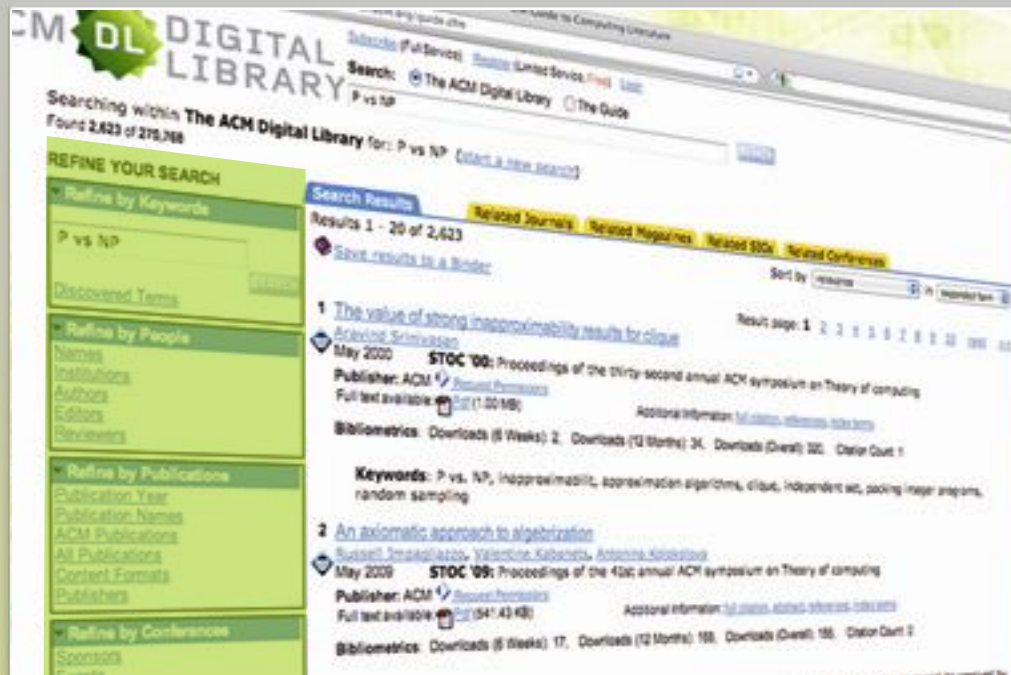 CM DL DIGITAL
LIBRARY
Subscribe (Full Service) Register (Limited Service, Free) Login
Search: The ACM Digital Library The Guide
P vs NP
Searching within The ACM Digital Library for: P vs NP (start a new search)
Found 2,623 of 270,768
REFINE YOUR SEARCH
Refine by Keywords
P vs NP
Discovered Terms
Refine by People
Names
Institutions
Authors
Editors
Reviewers
Refine by Publications
Publication Year
Publication Names
ACM Publications
All Publications
Content Formats
Publishers
Refine by Conferences
Sponsors
Events
Search Results
Related Journals Related Magazines Related SIGs Related Conferences
Results 1 - 20 of 2,623
Save results to a Binder
Sort by relevance in expanded form
Result page: 1 2 3 4 5 6 7 8 9 10
1 The value of strong inapproximability results for clique
Aravind Srinivasan
May 2000 STOC '00: Proceedings of the thirty-second annual ACM symposium on Theory of computing
Publisher: ACM Request Permissions
Full text available: Pdf (1.00 MB) Additional Information: full citation, references, index terms
Bibliometrics: Downloads (6 Weeks): 2, Downloads (12 Months): 34, Downloads (Overall): 320, Citation Count: 1
Keywords: P vs. NP, inapproximabilit, approximation algorithms, clique, independent set, packing integer programs,
random sampling
2 An axiomatic approach to algebrization
Russell Impagliazzo, Valentine Kabanets, Antonina Kolokolova
May 2009 STOC '09: Proceedings of the 41st annual ACM symposium on Theory of computing
Publisher: ACM Request Permissions
Full text available: Pdf (541.43 KB) Additional Information: full citation, abstract, references, index terms
Bibliometrics: Downloads (6 Weeks): 17, Downloads (12 Months): 188, Downloads (Overall): 188, Citation Count: 2